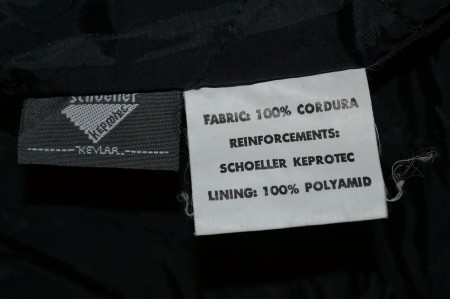 schoeller
KEPROTEC
KEVLAR
FABRIC: 100% CORDURA
REINFORCEMENTS:
SCHOELLER KEPROTEC
LINING: 100% POLYAMID